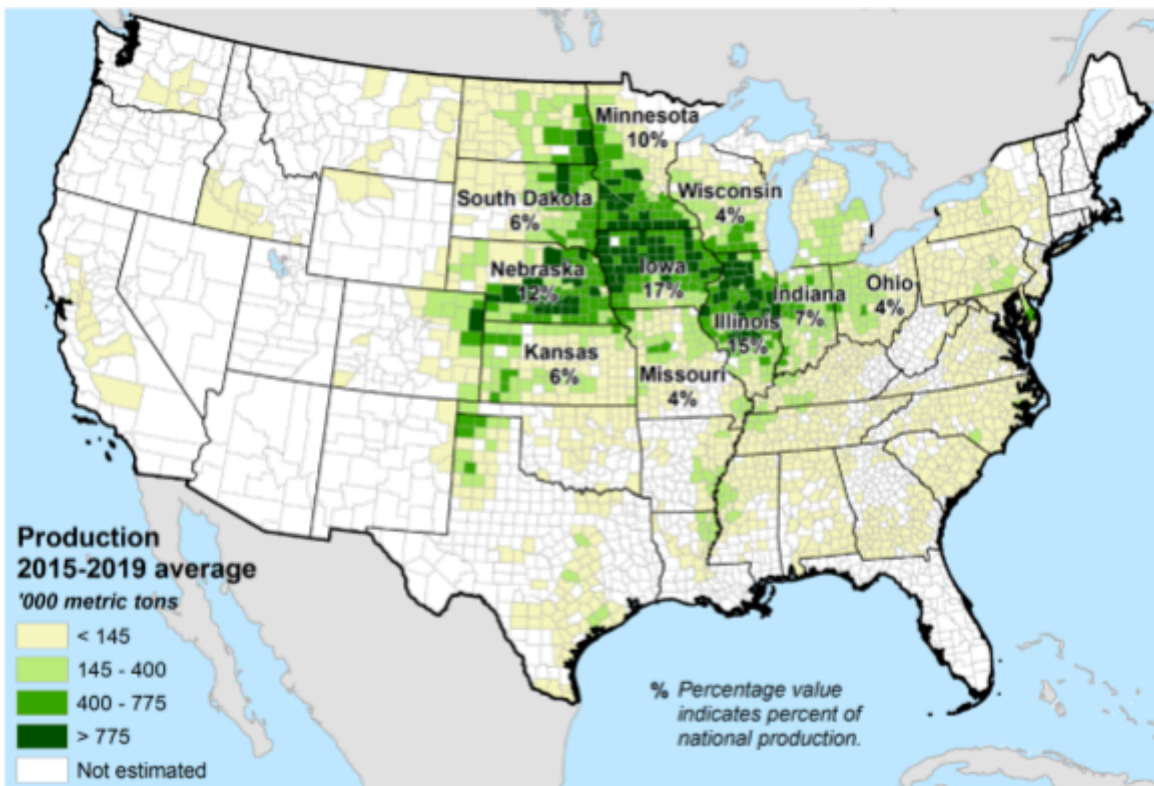 Minnesota
10%
South Dakota
6%
Wisconsin
4%
Nebraska
12%
Iowa
17%
Illinois
15%
Indiana
7%
Ohio
4%
Kansas
6%
Missouri
4%
Production
2015-2019 average
'000 metric tons
< 145
145 - 400
400 - 775
> 775
Not estimated
% Percentage value
indicates percent of
national production.